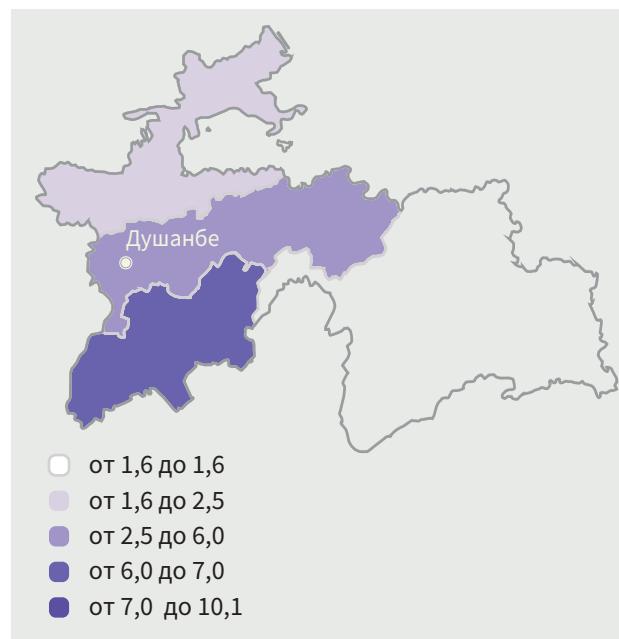 Душанбе
от 1,6 до 1,6
от 1,6 до 2,5
от 2,5 до 6,0
от 6,0 до 7,0
от 7,0 до 10,1